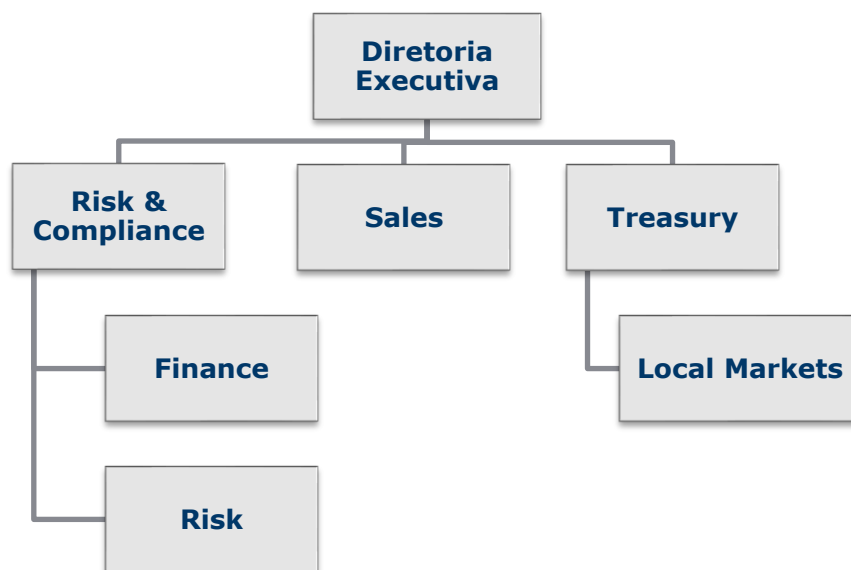 Diretoria
Executiva
Risk &
Compliance
Sales
Treasury
Finance
Local Markets
Risk